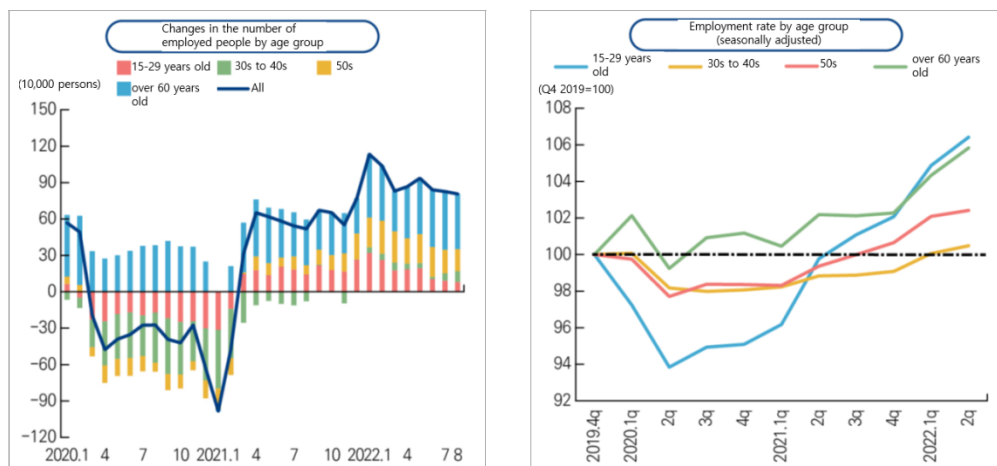 Changes in the number of
employed people by age group
15-29 years old
30s to 40s
50s
(10,000 persons)
over 60 years
old
All
150
120
90
60
30
0
-30
-60
-90
-120
2020.1 4 7 10 2021.1 4 7 10 2022.1 4 7 8
Employment rate by age group
(seasonally adjusted)
15-29 years
old
30s to 40s
50s
over 60 years
old
(Q4 2019=100)
108
106
104
102
100
98
96
94
92
2019.4q 2020.1q 2q 3q 4q 2021.1q 2q 3q 4q 2022.1q 2q